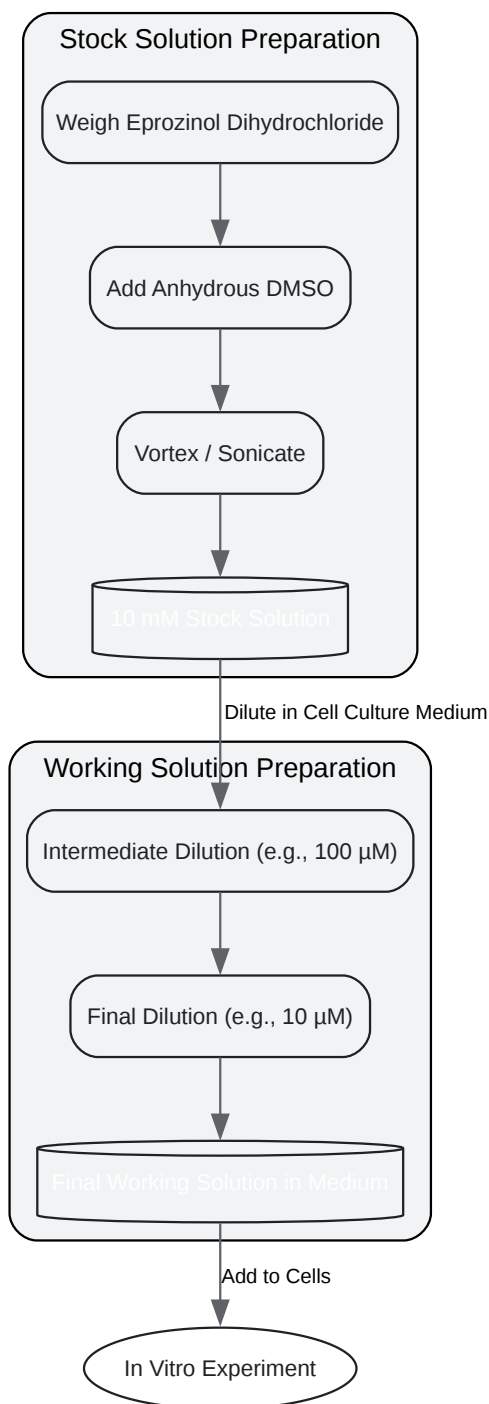 Stock Solution Preparation
Weigh Eprozinol Dihydrochloride
Add Anhydrous DMSO
Vortex / Sonicate
10 mM Stock Solution
Dilute in Cell Culture Medium
Working Solution Preparation
Intermediate Dilution (e.g., 100 µM)
Final Dilution (e.g., 10 µM)
Final Working Solution in Medium
Add to Cells
In Vitro Experiment